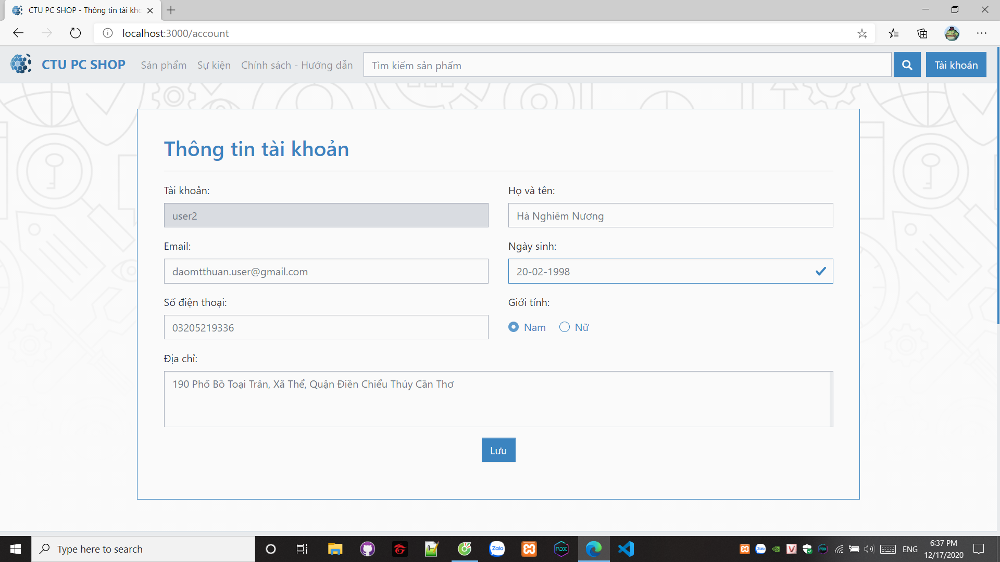 CTU PC SHOP - Thông tin tài kho
localhost:3000/account
CTU PC SHOP
Sản phẩm
Sự kiện
Chính sách - Hướng dẫn
Tìm kiếm sản phẩm
Tài khoản
Thông tin tài khoản
Tài khoản:
Họ và tên:
user2
Hà Nghiêm Nương
Email:
Ngày sinh:
daomtthuan.user@gmail.com
20-02-1998
Số điện thoại:
Giới tính:
03205219336
Nam
Nữ
Địa chỉ:
190 Phố Bồ Toại Trân, Xã Thể, Quận Điền Chiểu Thủy Cần Thơ
Lưu
Type here to search
Zalo
nox
ENG
6:37 PM
12/17/2020